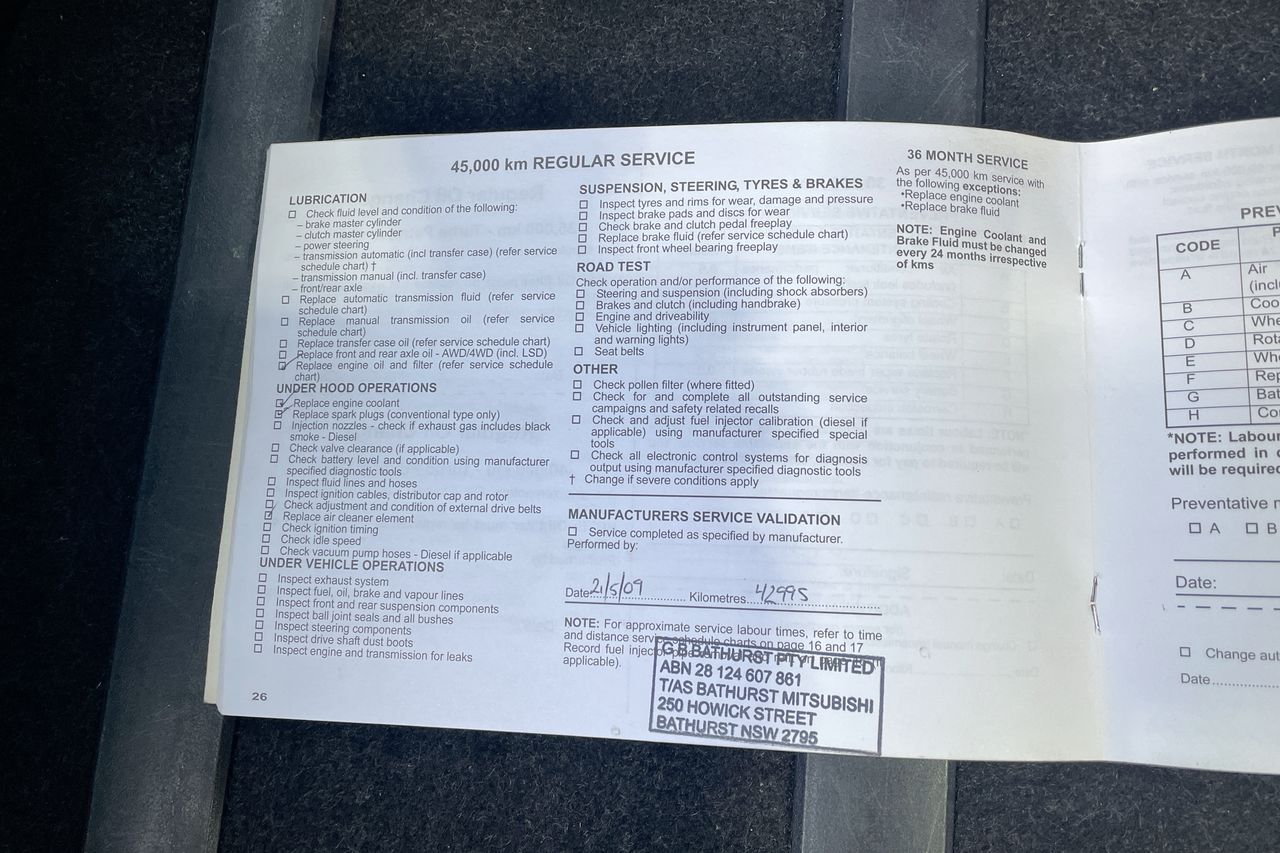 45,000 km REGULAR SERVICE
LUBRICATION
Check fluid level and condition of the following:
– brake master cylinder
– clutch master cylinder
– power steering
– transmission automatic (incl transfer case) (refer service
schedule chart) †
– transmission manual (incl. transfer case)
– front/rear axle
Replace automatic transmission fluid (refer service
schedule chart)
Replace manual transmission oil (refer service
schedule chart)
Replace transfer case oil (refer service schedule chart)
Replace front and rear axle oil - AWD/4WD (incl. LSD)
Replace engine oil and filter (refer service schedule
chart)
UNDER HOOD OPERATIONS
Replace engine coolant
Replace spark plugs (conventional type only)
Injection nozzles - check if exhaust gas includes black
smoke - Diesel
Check valve clearance (if applicable)
Check battery level and condition using manufacturer
specified diagnostic tools
Inspect fluid lines and hoses
Inspect ignition cables, distributor cap and rotor
Check adjustment and condition of external drive belts
Replace air cleaner element
Check ignition timing
Check idle speed
Check vacuum pump hoses - Diesel if applicable
UNDER VEHICLE OPERATIONS
Inspect exhaust system
Inspect fuel, oil, brake and vapour lines
Inspect front and rear suspension components
Inspect ball joint seals and all bushes
Inspect steering components
Inspect drive shaft dust boots
Inspect engine and transmission for leaks
26
SUSPENSION, STEERING, TYRES & BRAKES
Inspect tyres and rims for wear, damage and pressure
Inspect brake pads and discs for wear
Check brake and clutch pedal freeplay
Replace brake fluid (refer service schedule chart)
Inspect front wheel bearing freeplay
ROAD TEST
Check operation and/or performance of the following:
Steering and suspension (including shock absorbers)
Brakes and clutch (including handbrake)
Engine and driveability
Vehicle lighting (including instrument panel, interior
and warning lights)
Seat belts
OTHER
Check pollen filter (where fitted)
Check for and complete all outstanding service
campaigns and safety related recalls
Check and adjust fuel injector calibration (diesel if
applicable) using manufacturer specified special
tools
Check all electronic control systems for diagnosis
output using manufacturer specified diagnostic tools
† Change if severe conditions apply
MANUFACTURERS SERVICE VALIDATION
Service completed as specified by manufacturer.
Performed by:
Date 21/5/09 Kilometres 42995
NOTE: For approximate service labour times, refer to time
and distance service schedule charts on page 16 and 17
Record fuel injector
applicable).
G B BATHURST PTY LIMITED
ABN 28 124 607 861
T/AS BATHURST MITSUBISHI
250 HOWICK STREET
BATHURST NSW 2795
36 MONTH SERVICE
As per 45,000 km service with
the following exceptions:
•Replace engine coolant
•Replace brake fluid
NOTE: Engine Coolant and
Brake Fluid must be changed
every 24 months irrespective
of kms
PREV
CODE P
A Air
(incl
B Coo
C Whe
D Rota
E Whe
F Rep
G Bat
H Co
*NOTE: Labour
performed in c
will be required
Preventative m
A B
Date:
Change aut
Date